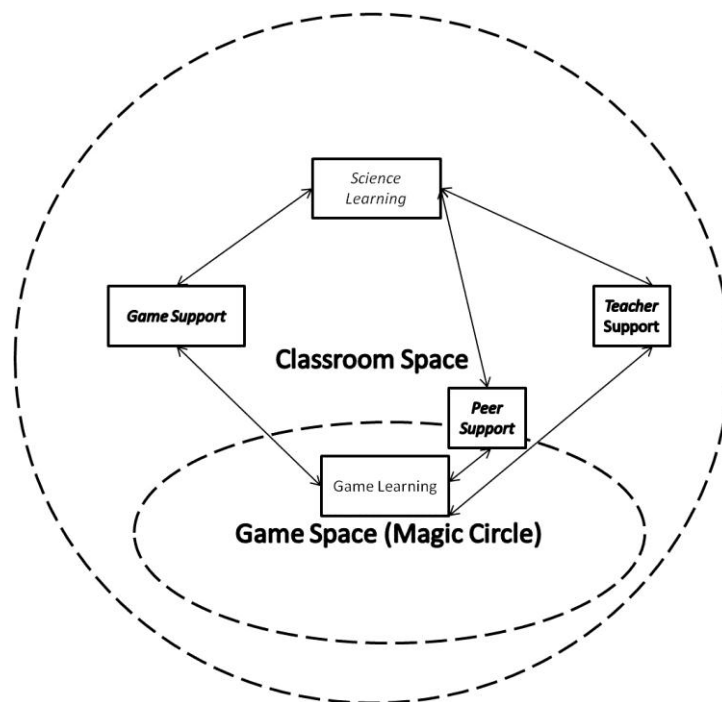 Science
Learning
Game Support
Teacher
Support
Classroom Space
Peer
Support
Game Learning
Game Space (Magic Circle)